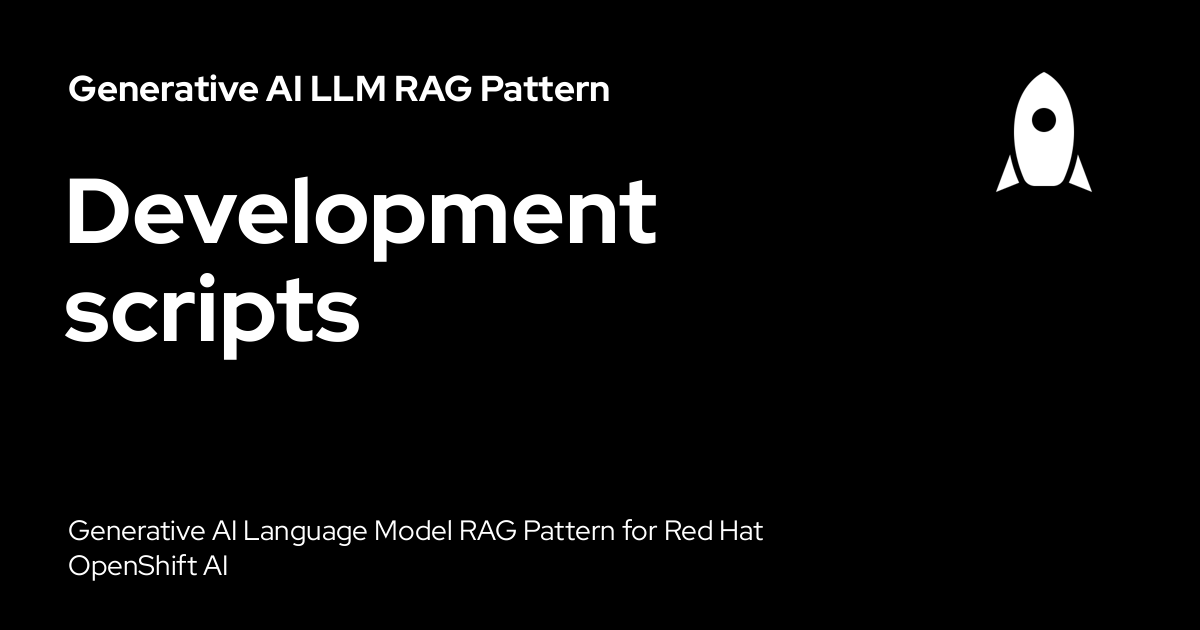 Generative AI LLM RAG Pattern
Development
scripts
Generative AI Language Model RAG Pattern for Red Hat
OpenShift AI